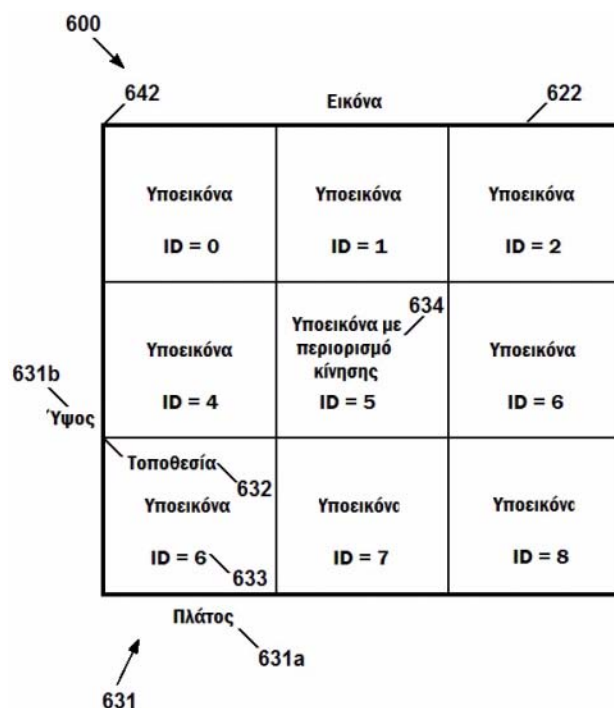 600
642
Εικόνα
622
Υποεικόνα
ID = 0
Υποεικόνα
ID = 1
Υποεικόνα
ID = 2
Υποεικόνα
ID = 4
Υποεικόνα με
περιορισμό
κίνησης
ID = 5
634
Υποεικόνα
ID = 6
631b
Ύψος
Τοποθεσία
632
Υποεικόνα
ID = 6
633
Υποεικόνα
ID = 7
Υποεικόνα
ID = 8
Πλάτος
631a
631